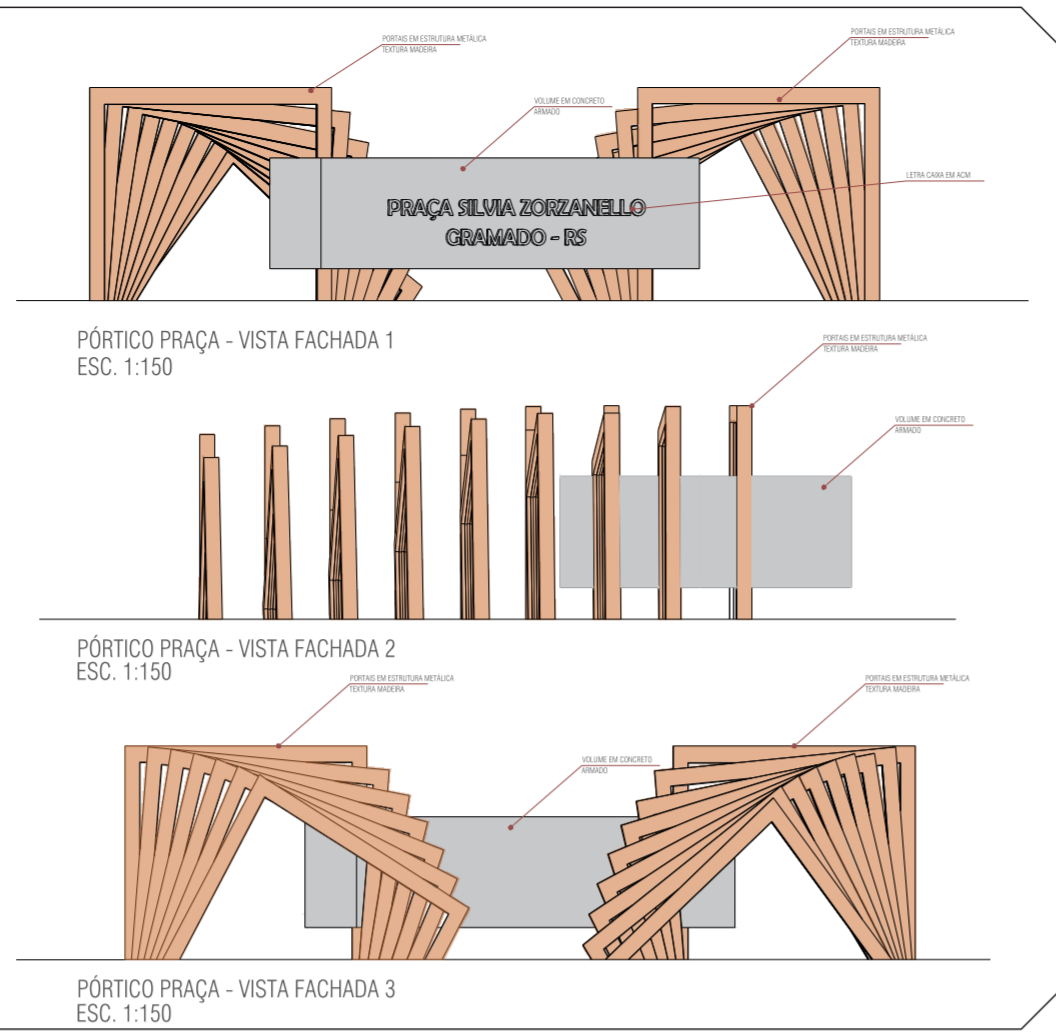 PORTAIS EM ESTRUTURA METÁLICA
TEXTURA MADEIRA
PORTAIS EM ESTRUTURA METÁLICA
TEXTURA MADEIRA
VOLUME EM CONCRETO
ARMADO
LETRA CAIXA EM ACM
PRAÇA SILVIA ZORZANELLO
GRAMADO - RS
PÓRTICO PRAÇA - VISTA FACHADA 1
ESC. 1:150
PORTAIS EM ESTRUTURA METÁLICA
TEXTURA MADEIRA
VOLUME EM CONCRETO
ARMADO
PÓRTICO PRAÇA - VISTA FACHADA 2
ESC. 1:150
PORTAIS EM ESTRUTURA METÁLICA
TEXTURA MADEIRA
PORTAIS EM ESTRUTURA METÁLICA
TEXTURA MADEIRA
VOLUME EM CONCRETO
ARMADO
PÓRTICO PRAÇA - VISTA FACHADA 3
ESC. 1:150